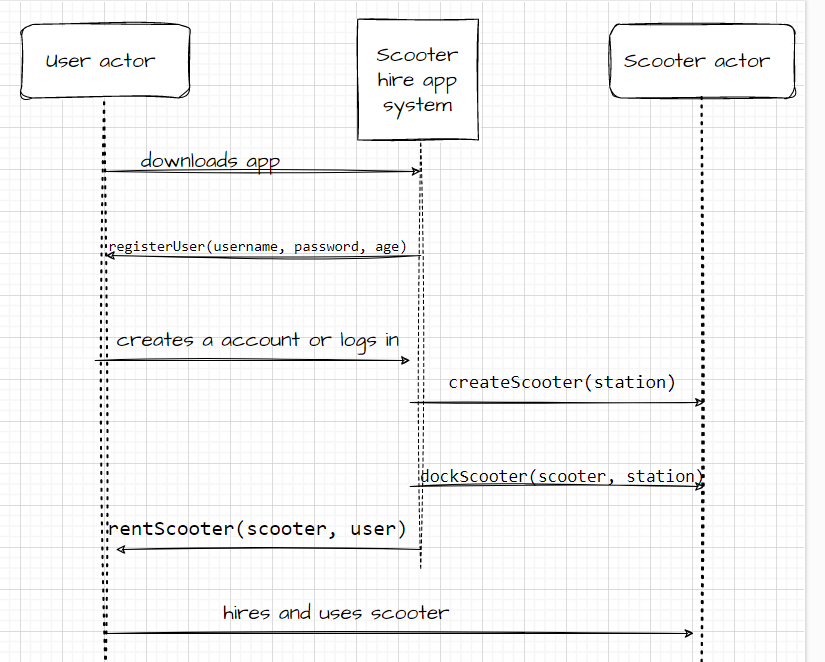 User actor
Scooter
hire app
system
Scooter actor
downloads app
registerUser(username, password, age)
creates a account or logs in
createScooter(station)
dockScooter(scooter, station)
rentScooter(scooter, user)
hires and uses scooter